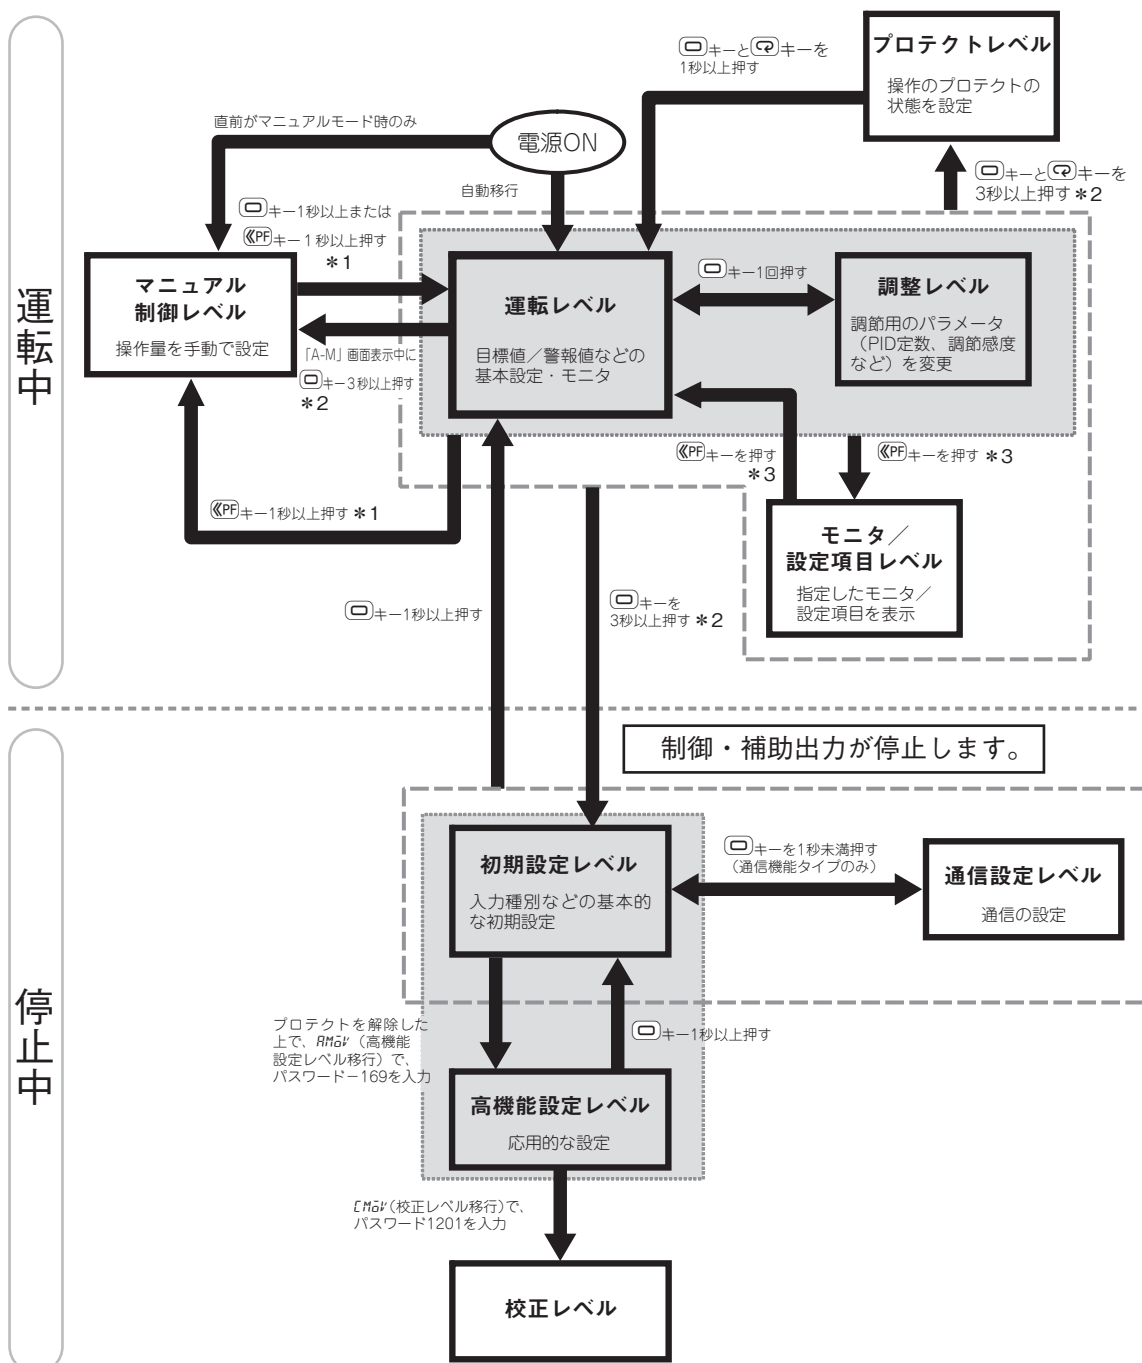 運転中
キーとキーを
1秒以上押す
プロテクトレベル
操作のプロテクトの
状態を設定
直前がマニュアルモード時のみ
電源ON
自動移行
キーとキーを
3秒以上押す*2
キー1秒以上または
《PFキー1秒以上押す
*1
マニュアル
制御レベル
操作量を手動で設定
「A-M」画面表示中に
キー3秒以上押す
*2
運転レベル
目標値/警報値などの
基本設定・モニタ
キー1回押す
調整レベル
調節用のパラメータ
(PID定数、調節感度
など)を変更
《PFキーを押す
*3
《PFキーを押す *3
《PFキー1秒以上押す *1
モニタ/
設定項目レベル
指定したモニタ/
設定項目を表示
キー1秒以上押す
キーを
3秒以上押す*2
停止中
制御・補助出力が停止します。
初期設定レベル
入力種別などの基本的
な初期設定
キーを1秒未満押す
(通信機能タイプのみ)
通信設定レベル
通信の設定
プロテクトを解除した
上で、AMoV(高機能
設定レベル移行)で、
パスワード-169を入力
キー1秒以上押す
高機能設定レベル
応用的な設定
CMoV(校正レベル移行)で、
パスワード1201を入力
校正レベル